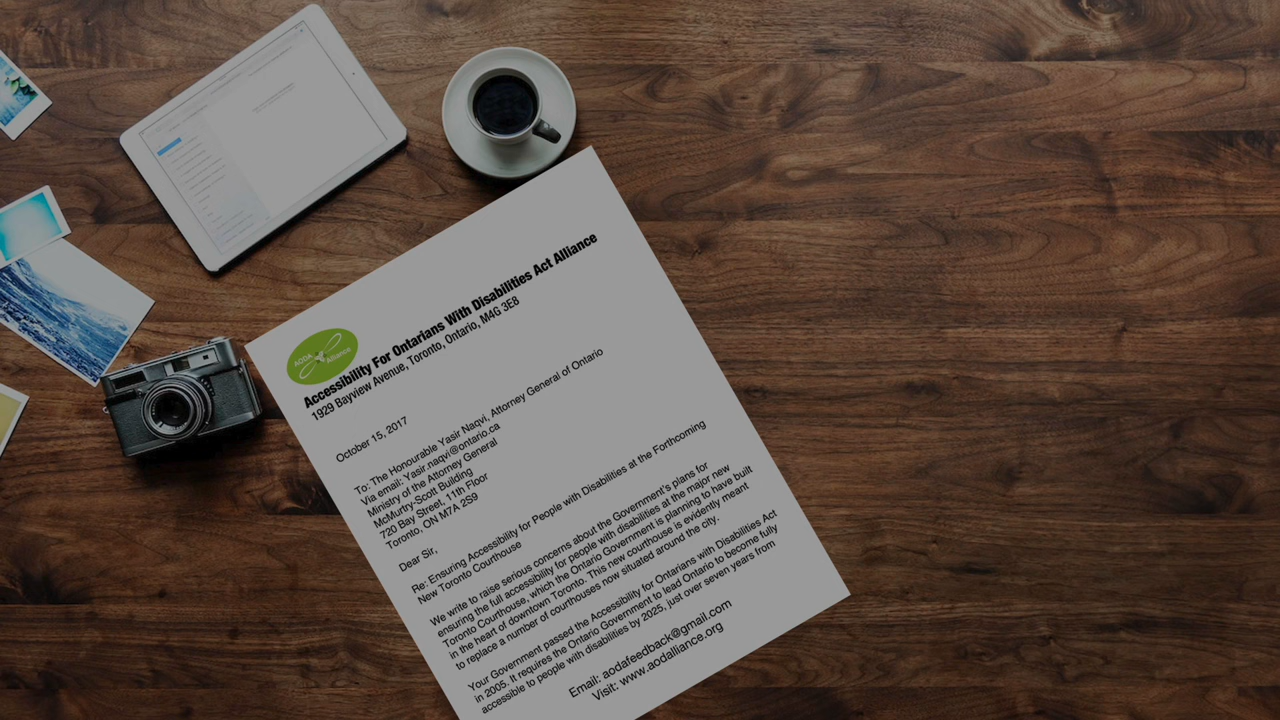 AODA
Alliance
Accessibility For Ontarians With Disabilities Act Alliance
1929 Bayview Avenue, Toronto, Ontario, M4G 3E8
October 15, 2017
To: The Honourable Yasir Naqvi, Attorney General of Ontario
Via email: Yasir.naqvi@ontario.ca
Ministry of the Attorney General
McMurtry-Scott Building
720 Bay Street, 11th Floor
Toronto, ON M7A 2S9
Dear Sir,
Re: Ensuring Accessibility for People with Disabilities at the Forthcoming
New Toronto Courthouse
We write to raise serious concerns about the Government's plans for
ensuring the full accessibility for people with disabilities at the major new
Toronto Courthouse, which the Ontario Government is planning to have built
in the heart of downtown Toronto. This new courthouse is evidently meant
to replace a number of courthouses now situated around the city.
Your Government passed the Accessibility for Ontarians with Disabilities Act
in 2005. It requires the Ontario Government to lead Ontario to become fully
accessible to people with disabilities by 2025, just over seven years from
Email: aodafeedback@gmail.com
Visit: www.aodalliance.org